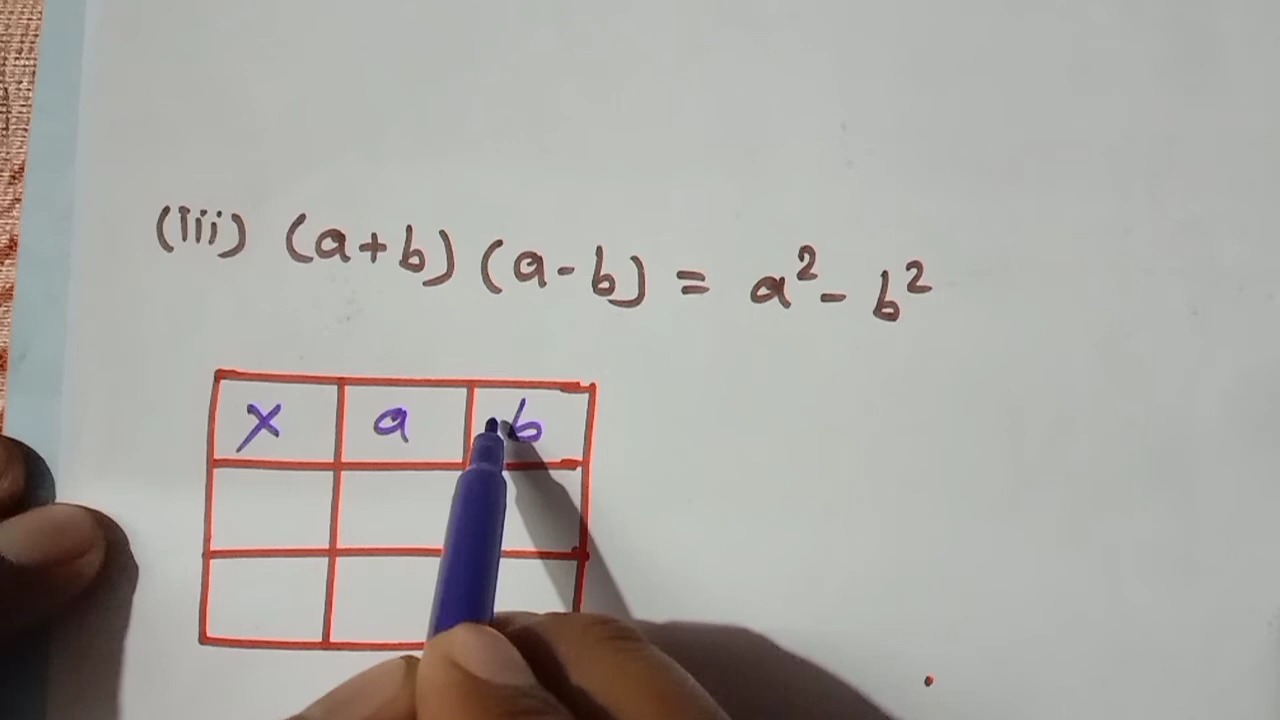 (iii) (a+b) (a-b) = a² - b²
x a b